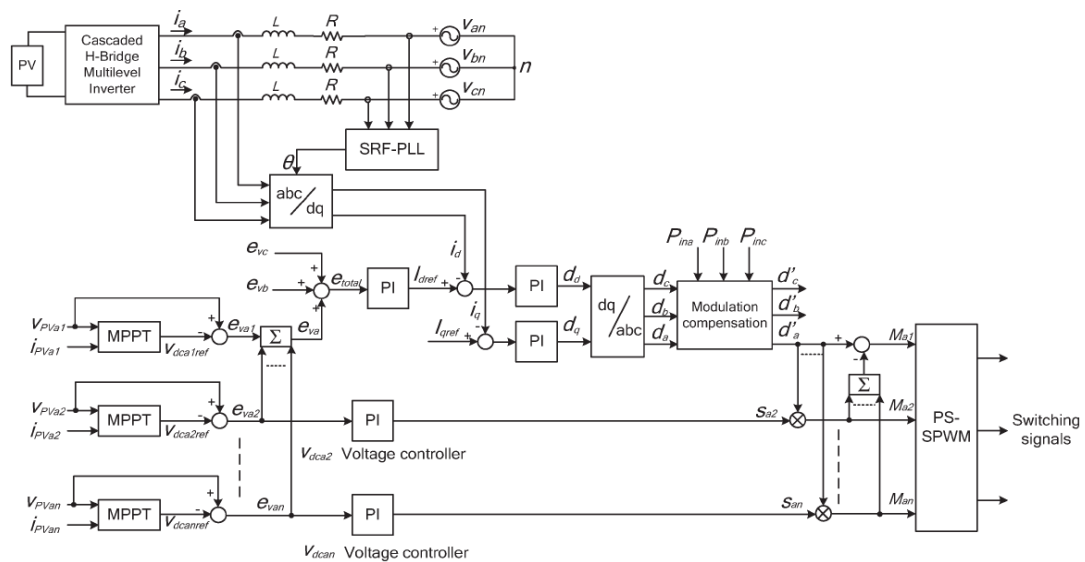 i_a L R v_an
PV
Cascaded
H-Bridge
Multilevel
Inverter
i_b L R v_bn n
i_c L R v_cn
+
+
+
SRF-PLL
θ
abc/dq
i_d
i_q
e_vc
e_vb
+
+
+
e_total
PI
I_dref
+ -
PI
d_d
I_qref
+ -
PI
d_q
dq/abc
d_c
d_b
d_a
P_ina P_inb P_inc
Modulation
compensation
d'_c
d'_b
d'_a
v_PVa1
i_PVa1
MPPT
v_dca1ref
+
-
e_va1
Σ
e_va
v_PVa2
i_PVa2
MPPT
v_dca2ref
+
-
e_va2
PI
v_dca2 Voltage controller
s_a2
v_PVan
i_PVan
MPPT
v_dcanref
+
-
e_van
PI
v_dcan Voltage controller
s_an
+
-
Σ
M_a1
M_a2
M_an
PS-
SPWM
Switching
signals